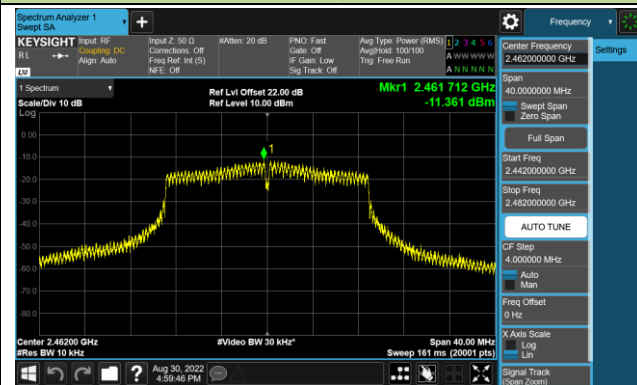 Spectrum Analyzer 1
Swept SA
+
Frequency
KEYSIGHT
Input: RF
Coupling: DC
Align: Auto
Input Z: 50 Ω
Corrections: Off
Freq Ref: Int (S)
NFE: Off
#Atten: 20 dB
PNO: Fast
Gate: Off
IF Gain: Low
Sig Track: Off
Avg Type: Power (RMS)
Avg|Hold: 100/100
Trig: Free Run
1 2 3 4 5 6
A W W W W W
A N N N N N
RL
LXI
1 Spectrum
Scale/Div 10 dB
Log
Ref Lvl Offset 22.00 dB
Ref Level 10.00 dBm
Mkr1 2.461 712 GHz
-11.361 dBm
0.00
-10.0
-20.0
-30.0
-40.0
-50.0
-60.0
-70.0
-80.0
1
Center 2.46200 GHz
#Res BW 10 kHz
#Video BW 30 kHz*
Span 40.00 MHz
Sweep 161 ms (20001 pts)
Aug 30, 2022
4:59:46 PM
?
Center Frequency
2.462000000 GHz
Settings
Span
40.0000000 MHz
Swept Span
Zero Span
Full Span
Start Freq
2.442000000 GHz
Stop Freq
2.482000000 GHz
AUTO TUNE
CF Step
4.000000 MHz
Auto
Man
Freq Offset
0 Hz
X Axis Scale
Log
Lin
Signal Track
(Span Zoom)